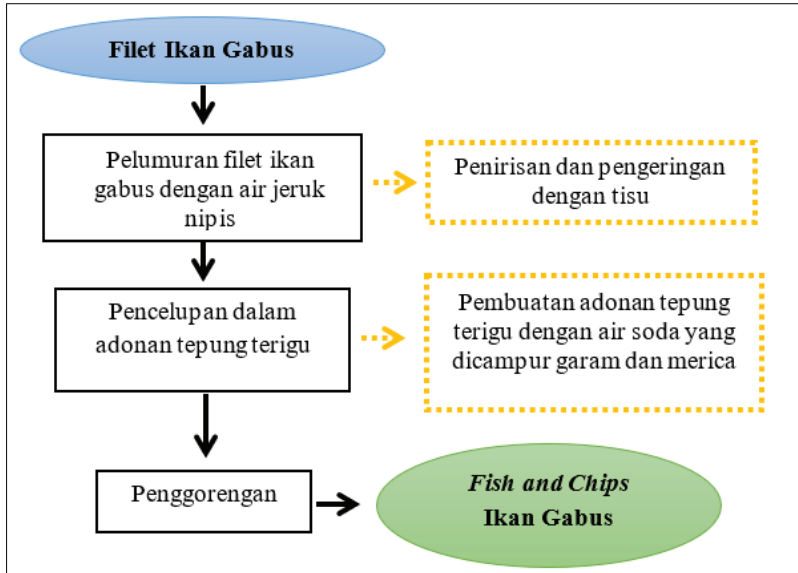 Filet Ikan Gabus
Pelumuran filet ikan
gabus dengan air jeruk
nipis
Penirisan dan pengeringan
dengan tisu
Pencelupan dalam
adonan tepung terigu
Pembuatan adonan tepung
terigu dengan air soda yang
dicampur garam dan merica
Penggorengan
Fish and Chips
Ikan Gabus